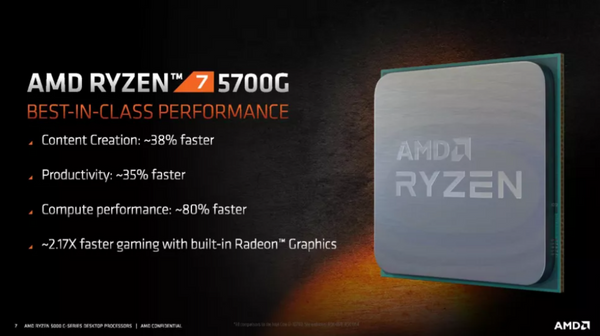 AMD RYZEN™ 7 5700G
BEST-IN-CLASS PERFORMANCE
Content Creation: ~38% faster
Productivity: ~35% faster
Compute performance: ~80% faster
~2.17X faster gaming with built-in Radeon™ Graphics
AMD
RYZEN
7 AMD RYZEN 5000 G-SERIES DESKTOP PROCESSORS | AMD CONFIDENTIAL
AMD